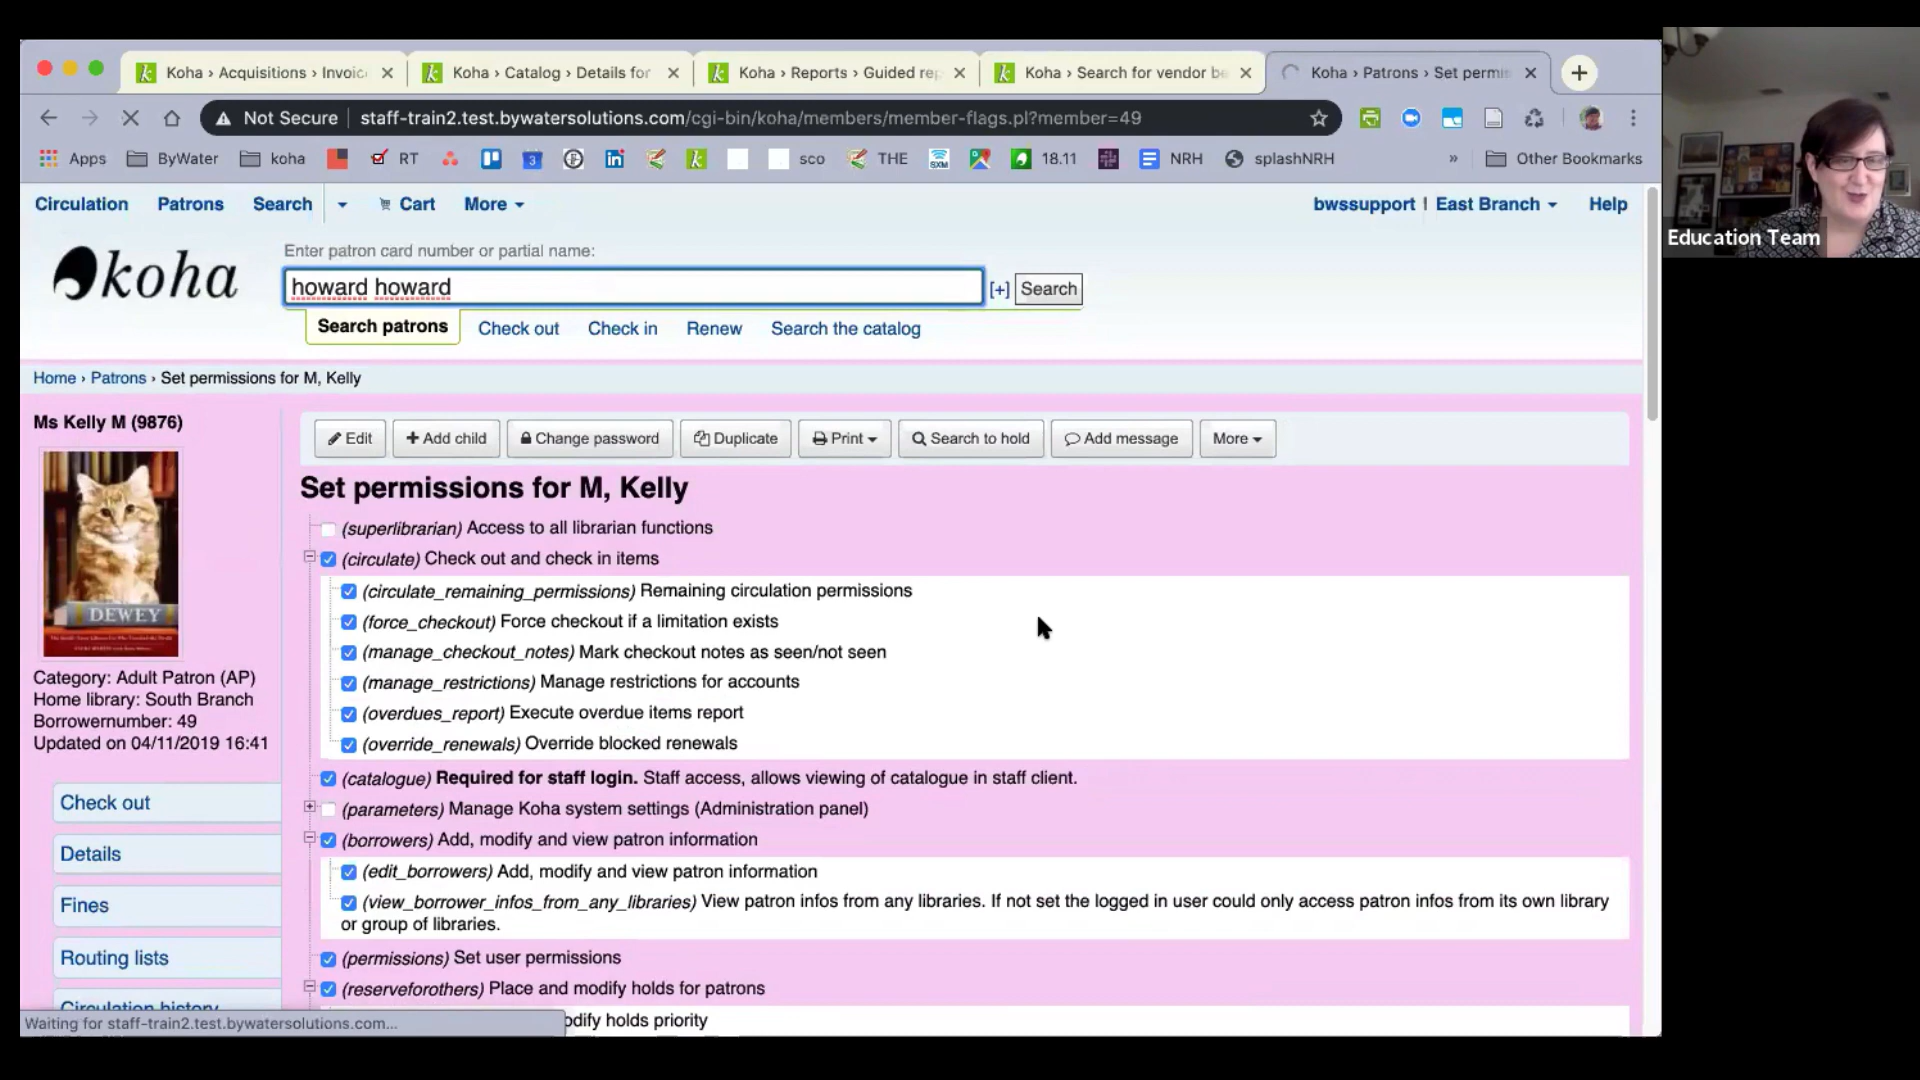 Koha › Acquisitions › Invoic
Koha › Catalog › Details for
Koha › Reports › Guided rep
Koha › Search for vendor be
Koha › Patrons › Set permis
Not Secure | staff-train2.test.bywatersolutions.com/cgi-bin/koha/members/member-flags.pl?member=49
Apps ByWater koha RT 3 sco THE SXM 18.11 NRH splashNRH » Other Bookmarks
Circulation Patrons Search Cart More
bwssupport | East Branch Help
Education Team
koha
Enter patron card number or partial name:
howard howard
[+] Search
Search patrons Check out Check in Renew Search the catalog
Home › Patrons › Set permissions for M, Kelly
Ms Kelly M (9876)
DEWEY
Category: Adult Patron (AP)
Home library: South Branch
Borrowernumber: 49
Updated on 04/11/2019 16:41
Check out
Details
Fines
Routing lists
Circulation history
Edit + Add child Change password Duplicate Print Search to hold Add message More
Set permissions for M, Kelly
(superlibrarian) Access to all librarian functions
(circulate) Check out and check in items
(circulate_remaining_permissions) Remaining circulation permissions
(force_checkout) Force checkout if a limitation exists
(manage_checkout_notes) Mark checkout notes as seen/not seen
(manage_restrictions) Manage restrictions for accounts
(overdues_report) Execute overdue items report
(override_renewals) Override blocked renewals
(catalogue) Required for staff login. Staff access, allows viewing of catalogue in staff client.
(parameters) Manage Koha system settings (Administration panel)
(borrowers) Add, modify and view patron information
(edit_borrowers) Add, modify and view patron information
(view_borrower_infos_from_any_libraries) View patron infos from any libraries. If not set the logged in user could only access patron infos from its own library
or group of libraries.
(permissions) Set user permissions
(reserveforothers) Place and modify holds for patrons
odify holds priority
Waiting for staff-train2.test.bywatersolutions.com...